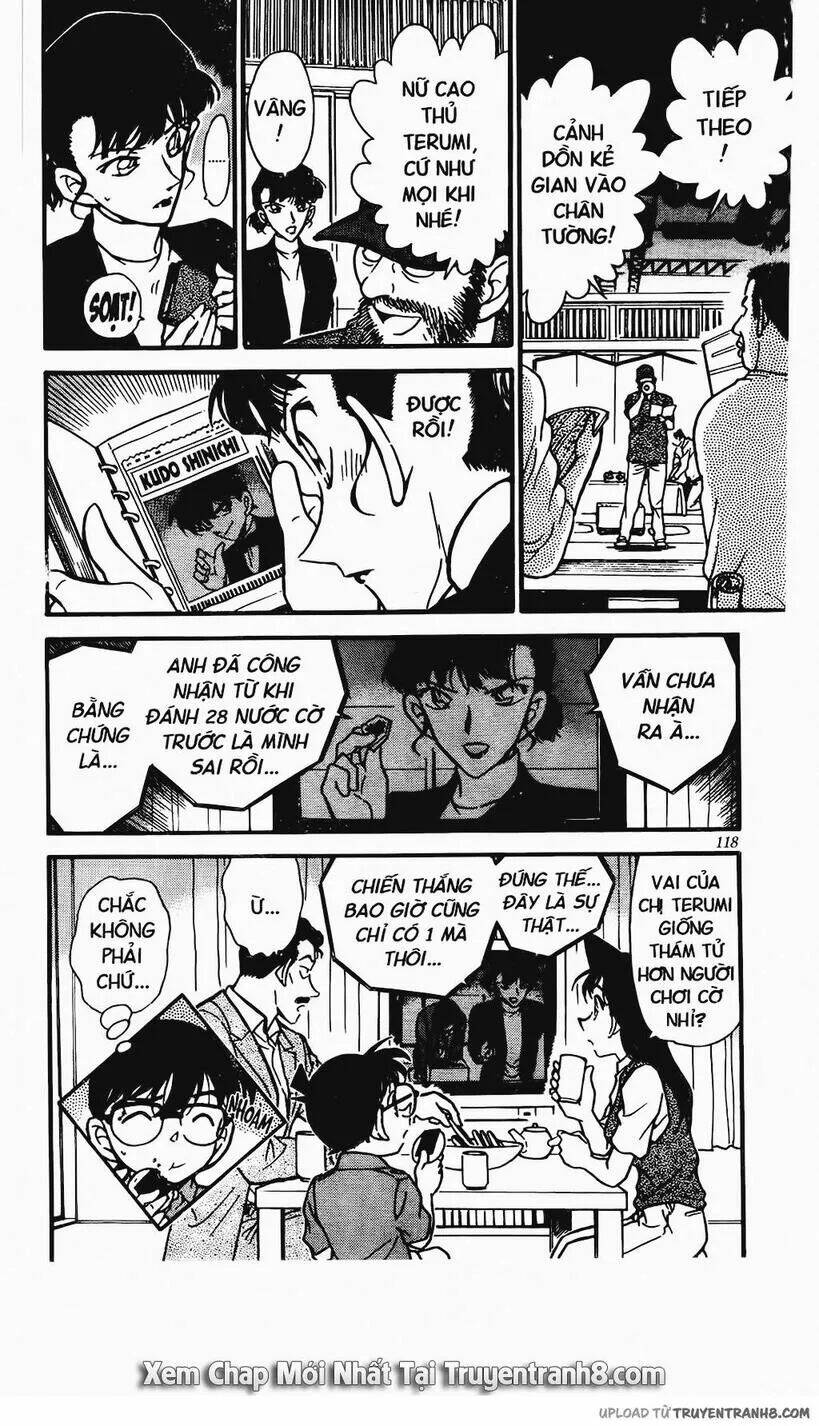 TIẾP
THEO
!
CẢNH
DỒN KẺ
GIAN VÀO
CHÂN
TƯỜNG!
NỮ CAO
THỦ
TERUMI,
CỨ NHƯ
MỌI KHI
NHÉ!
VÂNG
!
........
SOẠT!
ĐƯỢC
RỒI!
KUDO SHINICHI
VẪN CHƯA
NHẬN
RA À...
ANH ĐÃ CÔNG
NHẬN TỪ KHI
ĐÁNH 28 NƯỚC CỜ
TRƯỚC LÀ MÌNH
SAI RỒI...
BẰNG
CHỨNG
LÀ...
118
VAI CỦA
CHỊ TERUMI
GIỐNG
THÁM TỬ
HƠN NGƯỜI
CHƠI CỜ
NHỈ?
ĐÚNG THẾ...
ĐÂY LÀ SỰ
THẬT...
CHIẾN THẮNG
BAO GIỜ CŨNG
CHỈ CÓ 1 MÀ
THÔI...
Ừ...
CHẮC
KHÔNG
PHẢI
CHỨ...
NHOÀM
Xem Chap Mới Nhất Tại Truyentranh8.com
UPLOAD TỪ TRUYENTRANH8.COM